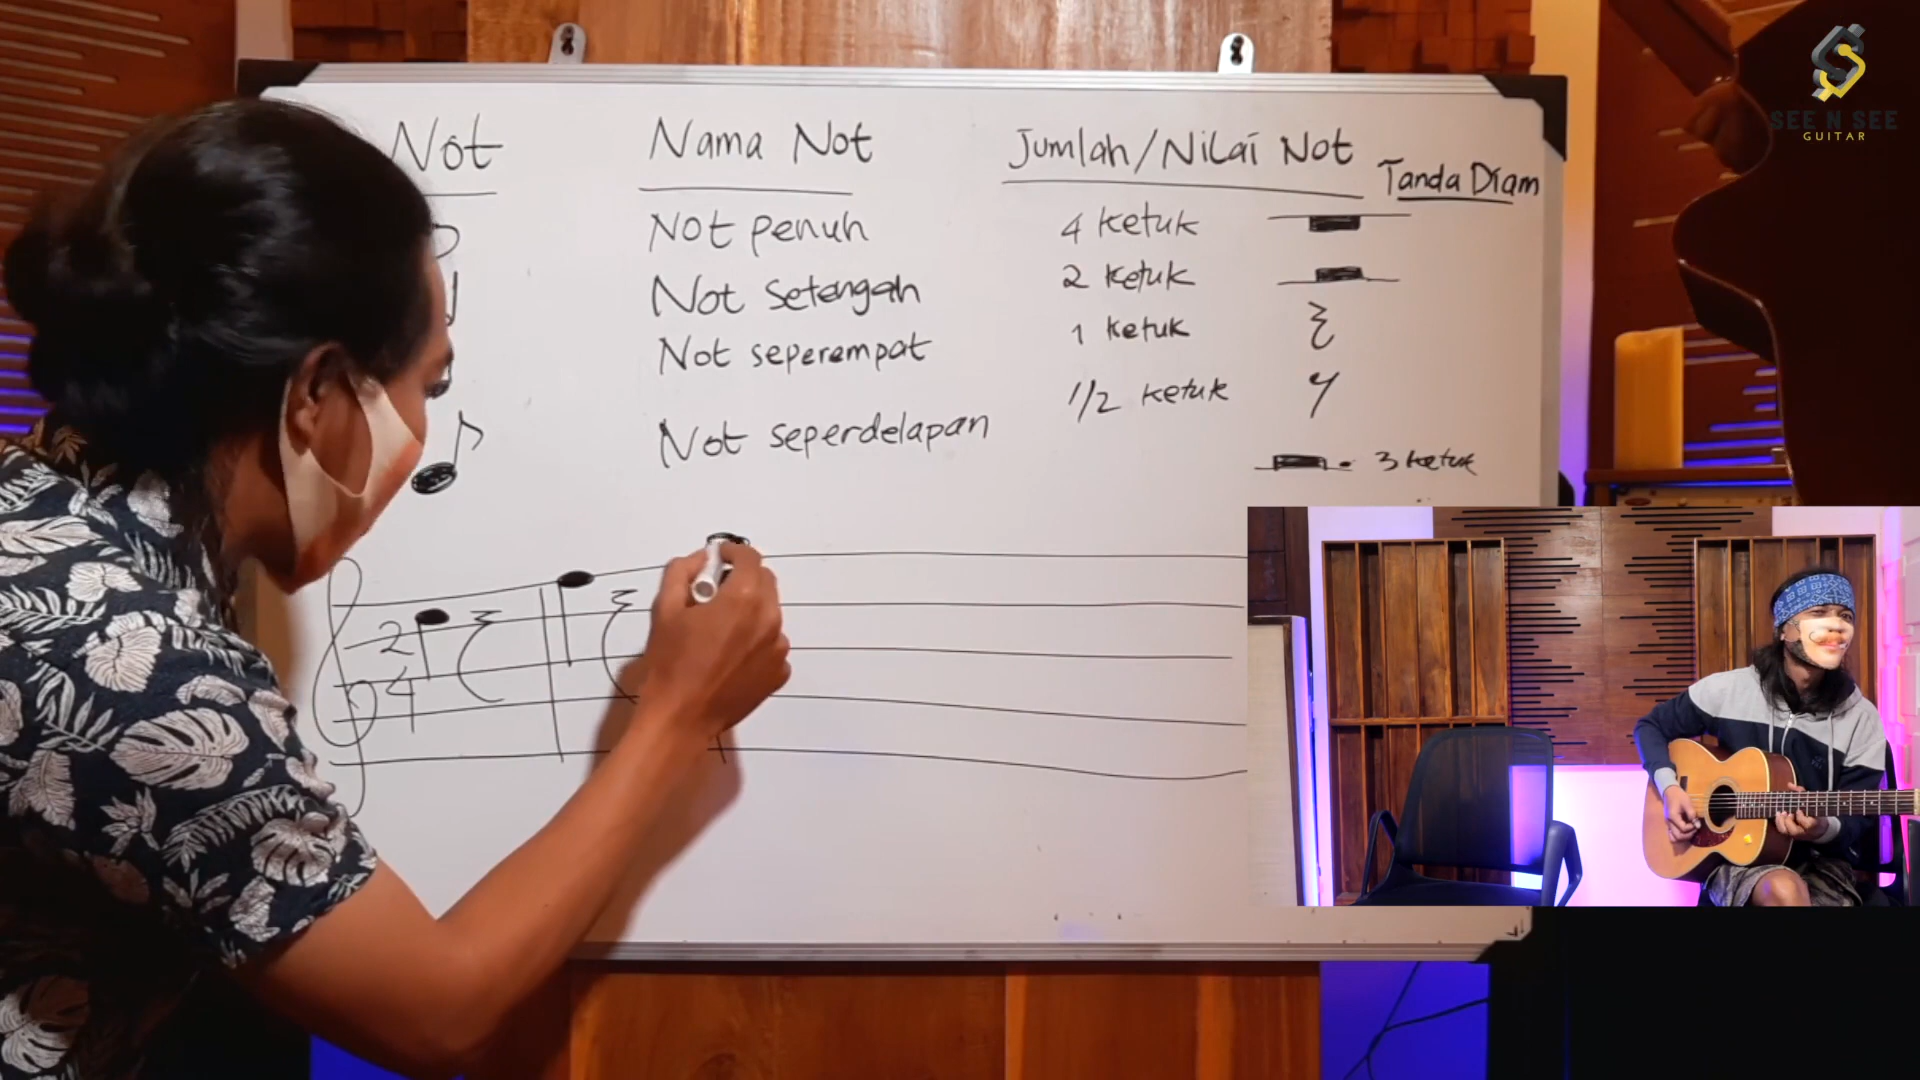 Not Nama Not Jumlah/Nilai Not Tanda Diam
Not penuh 4 ketuk
Not setengah 2 ketuk
Not seperempat 1 ketuk
Not seperdelapan 1/2 ketuk
3 ketuk
2
4
SEE N SEE
GUITAR